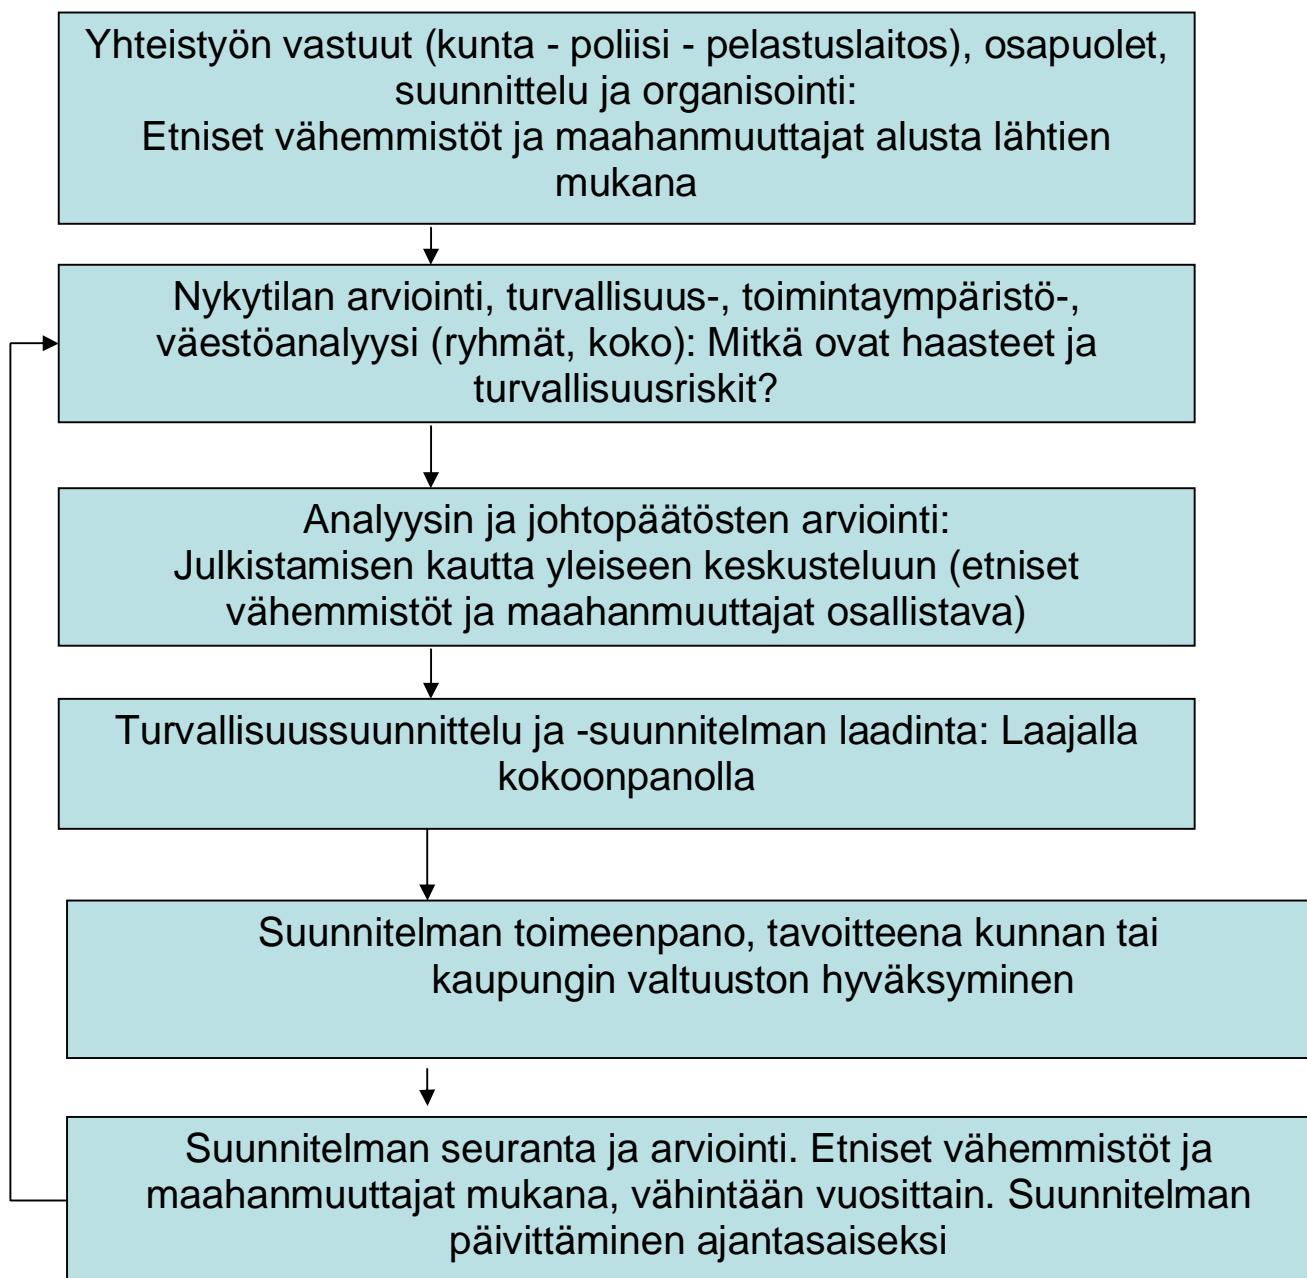 Yhteistyön vastuut (kunta - poliisi - pelastuslaitos), osapuolet,
suunnittelu ja organisointi:
Etniset vähemmistöt ja maahanmuuttajat alusta lähtien
mukana
Nykytilan arviointi, turvallisuus-, toimintaympäristö-,
väestöanalyysi (ryhmät, koko): Mitkä ovat haasteet ja
turvallisuusriskit?
Analyysin ja johtopäätösten arviointi:
Julkistamisen kautta yleiseen keskusteluun (etniset
vähemmistöt ja maahanmuuttajat osallistava)
Turvallisuussuunnittelu ja -suunnitelman laadinta: Laajalla
kokoonpanolla
Suunnitelman toimeenpano, tavoitteena kunnan tai
kaupungin valtuuston hyväksyminen
Suunnitelman seuranta ja arviointi. Etniset vähemmistöt ja
maahanmuuttajat mukana, vähintään vuosittain. Suunnitelman
päivittäminen ajantasaiseksi